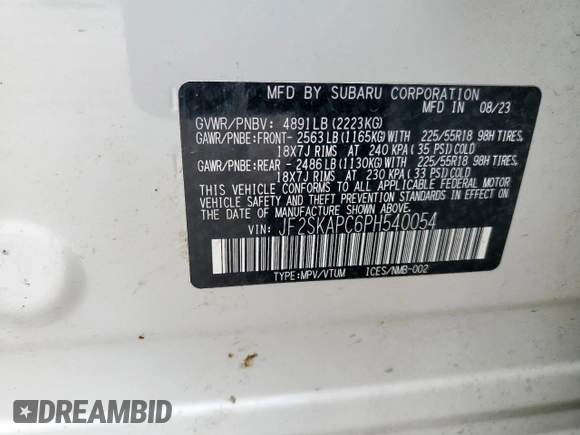 MFD BY SUBARU CORPORATION
MFD IN 08/23
GVWR/PNBV: 4891LB(2223KG)
GAWR/PNBE:FRONT- 2563LB(1165KG)WITH 225/55R18 98H TIRES,
18X7J RIMS AT 240 KPA(35 PSI)COLD
GAWR/PNBE:REAR - 2486LB(1130KG)WITH 225/55R18 98H TIRES,
18X7J RIMS AT 230 KPA(33 PSI)COLD
THIS VEHICLE CONFORMS TO ALL APPLICABLE FEDERAL MOTOR
VEHICLE SAFETY STANDARDS IN EFFECT ON THE DATE OF
MANUFACTURE SHOWN ABOVE.
VIN: JF2SKAPC6PH540054
TYPE:MPV/VTUM 1CES/NMB-002
DREAMBID